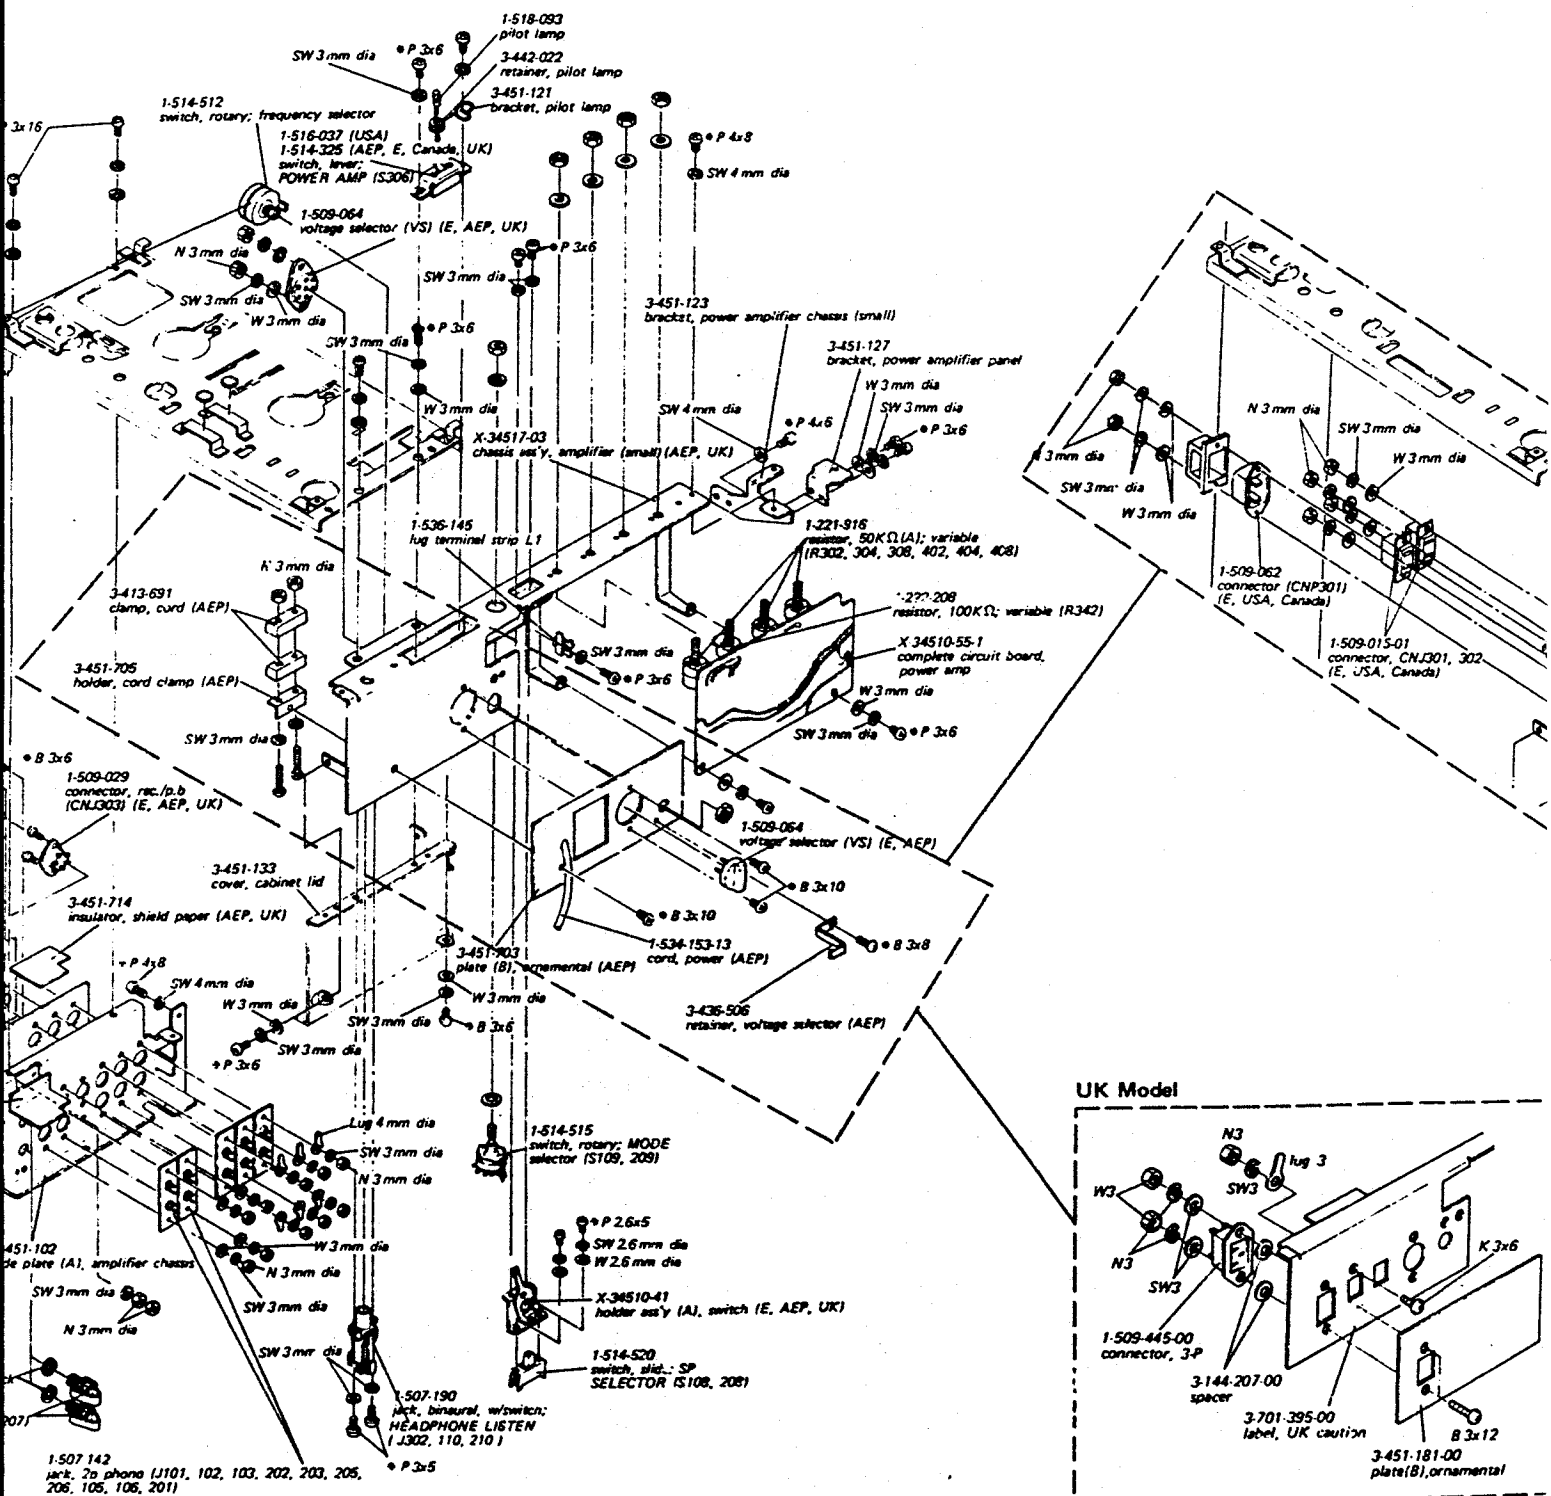 1-518-093
pilot lamp
● P 3x6
SW 3 mm dia
3-442-022
retainer, pilot lamp
3-451-121
bracket, pilot lamp
1-514-512
switch, rotary; frequency selector
P 3x16
1-516-037 (USA)
1-514-325 (AEP, E, Canada, UK)
switch, lever;
POWER AMP (S306)
● P 4x8
SW 4 mm dia
1-509-064
voltage selector (VS) (E, AEP, UK)
N 3 mm dia
SW 3 mm dia
W 3 mm dia
● P 3x6
SW 3 mm dia
3-451-123
bracket, power amplifier chassis (small)
● P 3x6
SW 3 mm dia
3-451-127
bracket, power amplifier panel
W 3 mm dia
SW 3 mm dia
● P 3x6
W 3 mm dia
SW 4 mm dia
● P 4x6
X-34517-03
chassis ass'y, amplifier (small) (AEP, UK)
N 3 mm dia
SW 3 mm dia
W 3 mm dia
N 3 mm dia
SW 3 mm dia
W 3 mm dia
1-536-145
lug terminal strip L1
1-221-916
resistor, 50KΩ(A); variable
(R302, 304, 308, 402, 404, 408)
1-509-062
connector (CNP301)
(E, USA, Canada)
1-509-015-01
connector, CNJ301, 302
(E, USA, Canada)
N 3 mm dia
3-413-691
clamp, cord (AEP)
resistor, 100KΩ; variable (R342)
X-34510-55-1
complete circuit board,
power amp
3-451-705
holder, cord clamp (AEP)
SW 3 mm dia
● P 3x6
W 3 mm dia
SW 3 mm dia
● P 3x6
SW 3 mm dia
● B 3x6
1-509-029
connector, rec./p.b
(CNJ303) (E, AEP, UK)
1-509-064
voltage selector (VS) (E, AEP)
3-451-133
cover, cabinet lid
● B 3x10
3-451-714
insulator, shield paper (AEP, UK)
● B 3x10
1-534-153-13
cord, power (AEP)
● B 3x8
3-451-703
plate (B), ornamental (AEP)
P 4x8
SW 4 mm dia
W 3 mm dia
W 3 mm dia
SW 3 mm dia
B 3x6
3-436-506
retainer, voltage selector (AEP)
SW 3 mm dia
P 3x6
UK Model
Lug 4 mm dia
SW 3 mm dia
N 3 mm dia
1-514-515
switch, rotary; MODE
selector (S109, 209)
N3
lug 3
SW3
W3
N3
SW3
K 3x6
P 2.6x5
SW 2.6 mm dia
W 2.6 mm dia
451-102
de plate (A), amplifier chassis
W 3 mm dia
N 3 mm dia
SW 3 mm dia
SW 3 mm dia
N 3 mm dia
X-34510-41
holder ass'y (A), switch (E, AEP, UK)
1-509-445-00
connector, 3-P
SW 3 mm dia
1-514-520
switch, slide; SP
SELECTOR (S108, 208)
3-144-207-00
spacer
1-507-190
jack, binaural, w/switch;
HEADPHONE LISTEN
(J302, 110, 210)
● P 3x5
3-701-395-00
label, UK caution
B 3x12
207)
3-451-181-00
plate(B),ornamental
1-507 142
jack, 2p phono (J101, 102, 103, 202, 203, 205,
206, 105, 106, 201)